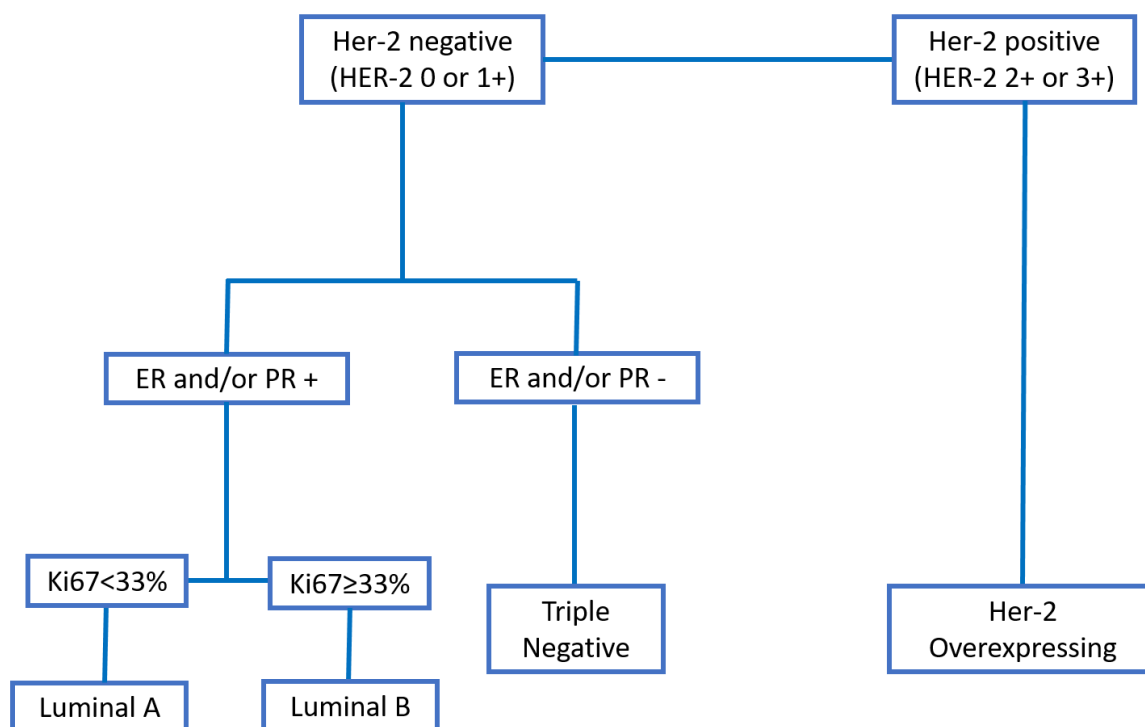 Her-2 negative
(HER-2 0 or 1+)
Her-2 positive
(HER-2 2+ or 3+)
ER and/or PR +
ER and/or PR -
Ki67<33%
Ki67≥33%
Triple
Negative
Her-2
Overexpressing
Luminal A
Luminal B